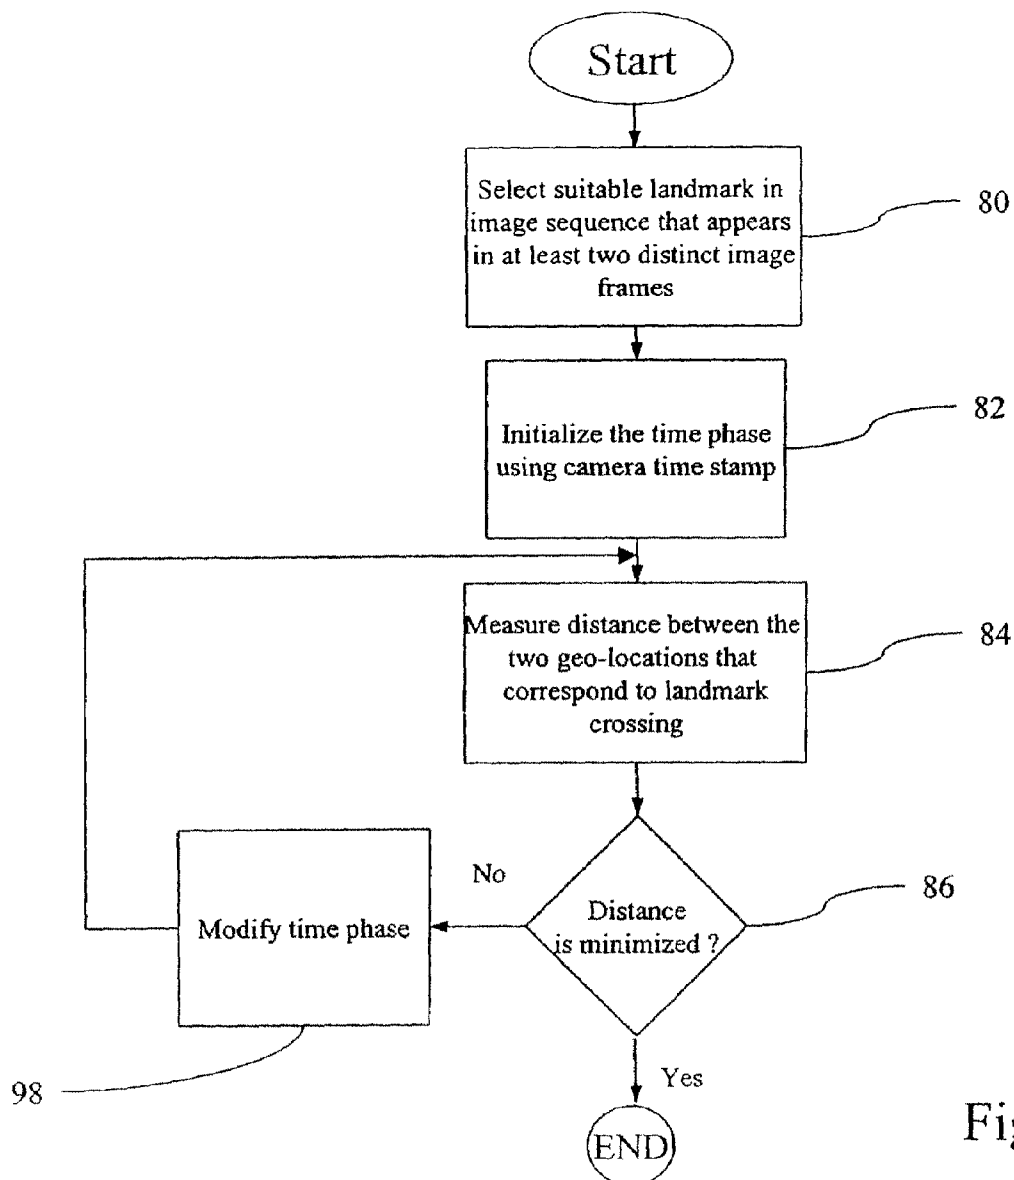 Start
Select suitable landmark in
image sequence that appears
in at least two distinct image
frames
80
Initialize the time phase
using camera time stamp
82
Measure distance between the
two geo-locations that
correspond to landmark
crossing
84
No
Distance
is minimized ?
86
Modify time phase
98
Yes
END